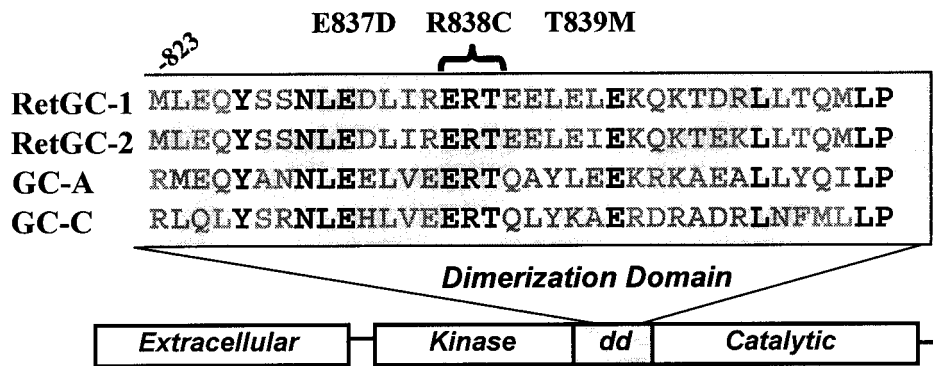 E837D R838C T839M
-823
RetGC-1 MLEQYSSNLEDLIRERTEELELEKQKTDRLLTQMLP
RetGC-2 MLEQYSSNLEDLIRERTEELEIEKQKTEKLLTQMLP
GC-A RMEQYANNLEELVEERTQAYLEEKRKAEALLYQILP
GC-C RLQLYSRNLEHLVEERTQLYKAERDRADRLNFMLLP
Dimerization Domain
Extracellular Kinase dd Catalytic